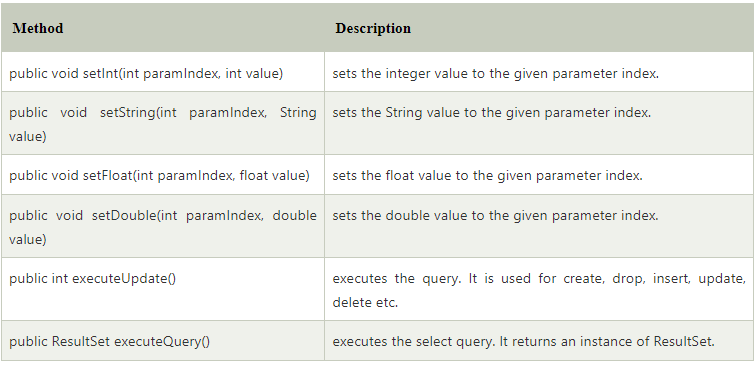 Method Description
public void setInt(int paramIndex, int value) sets the integer value to the given parameter index.
public void setString(int paramIndex, String sets the String value to the given parameter index.
value)
public void setFloat(int paramIndex, float value) sets the float value to the given parameter index.
public void setDouble(int paramIndex, double sets the double value to the given parameter index.
value)
public int executeUpdate() executes the query. It is used for create, drop, insert, update,
delete etc.
public ResultSet executeQuery() executes the select query. It returns an instance of ResultSet.